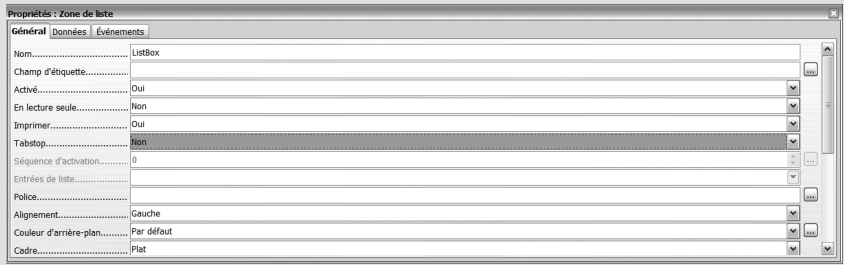 Propriétés : Zone de liste
Général Données Événements
Nom................................ ListBox
Champ d'étiquette.............. ...
Activé............................. Oui
En lecture seule.................. Non
Imprimer.......................... Oui
Tabstop........................... Non
Séquence d'activation.......... 0 ...
Entrées de liste..................
Police.............................. ...
Alignement........................ Gauche
Couleur d'arrière-plan.......... Par défaut ...
Cadre.............................. Plat